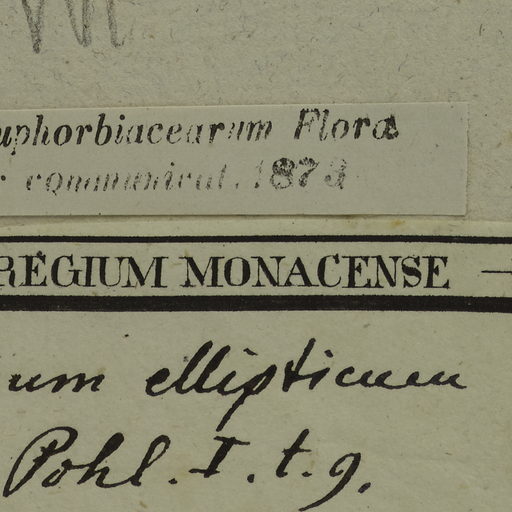 uphorbiacearum Floræ
communicat. 1873
REGIUM MONACENSE —
um ellipticum
Pohl. I. t. 9.